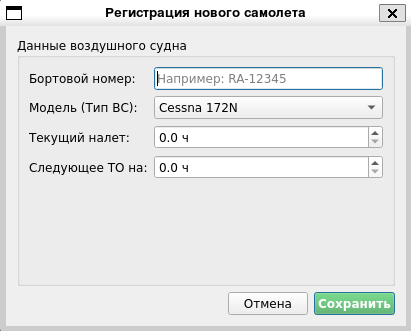 Регистрация нового самолета
Данные воздушного судна
Бортовой номер: Например: RA-12345
Модель (Тип ВС): Cessna 172N
Текущий налет: 0.0 ч
Следующее ТО на: 0.0 ч
Отмена Сохранить